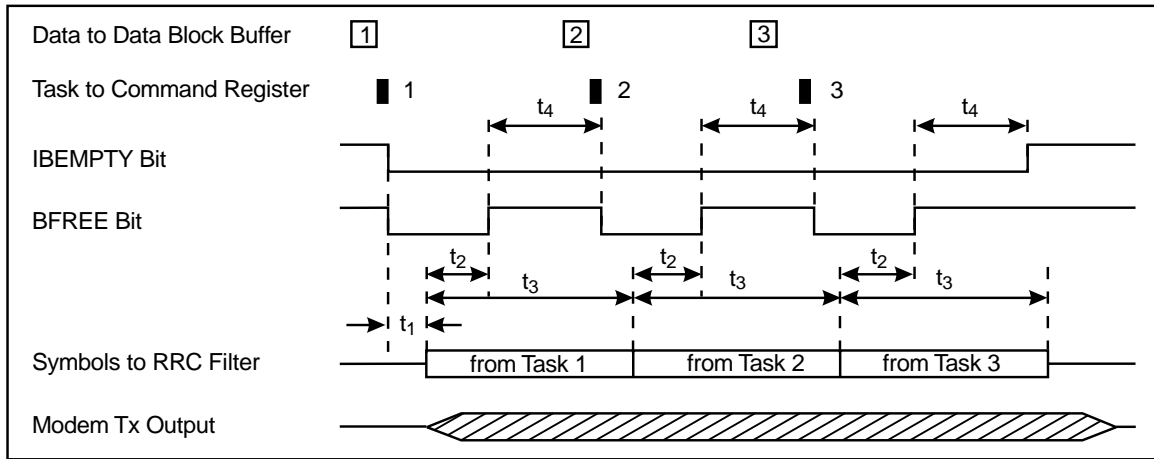 Data to Data Block Buffer 1 2 3
Task to Command Register 1 2 3
t4 t4 t4
IBEMPTY Bit
BFREE Bit
t2 t2 t2
t3 t3 t3
t1
Symbols to RRC Filter from Task 1 from Task 2 from Task 3
Modem Tx Output